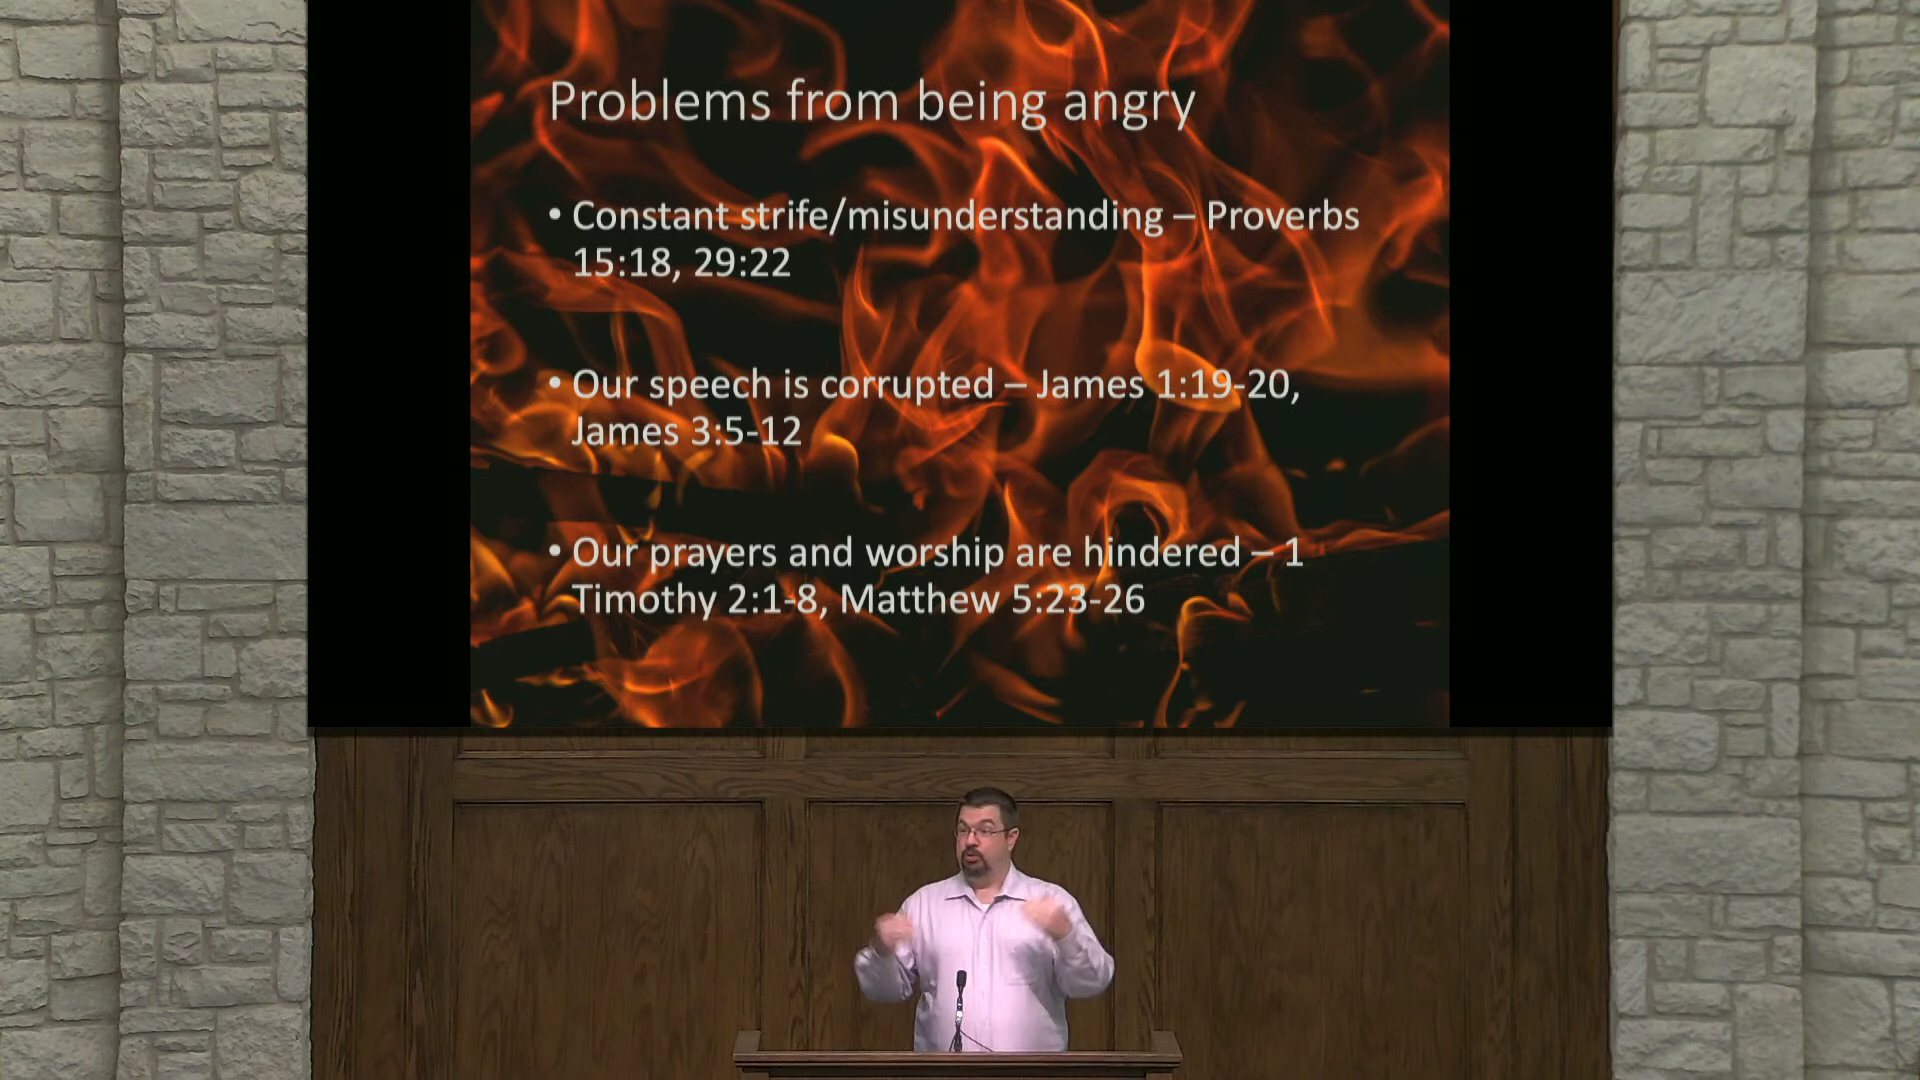 Problems from being angry
• Constant strife/misunderstanding – Proverbs
15:18, 29:22
• Our speech is corrupted – James 1:19-20,
James 3:5-12
• Our prayers and worship are hindered – 1
Timothy 2:1-8, Matthew 5:23-26